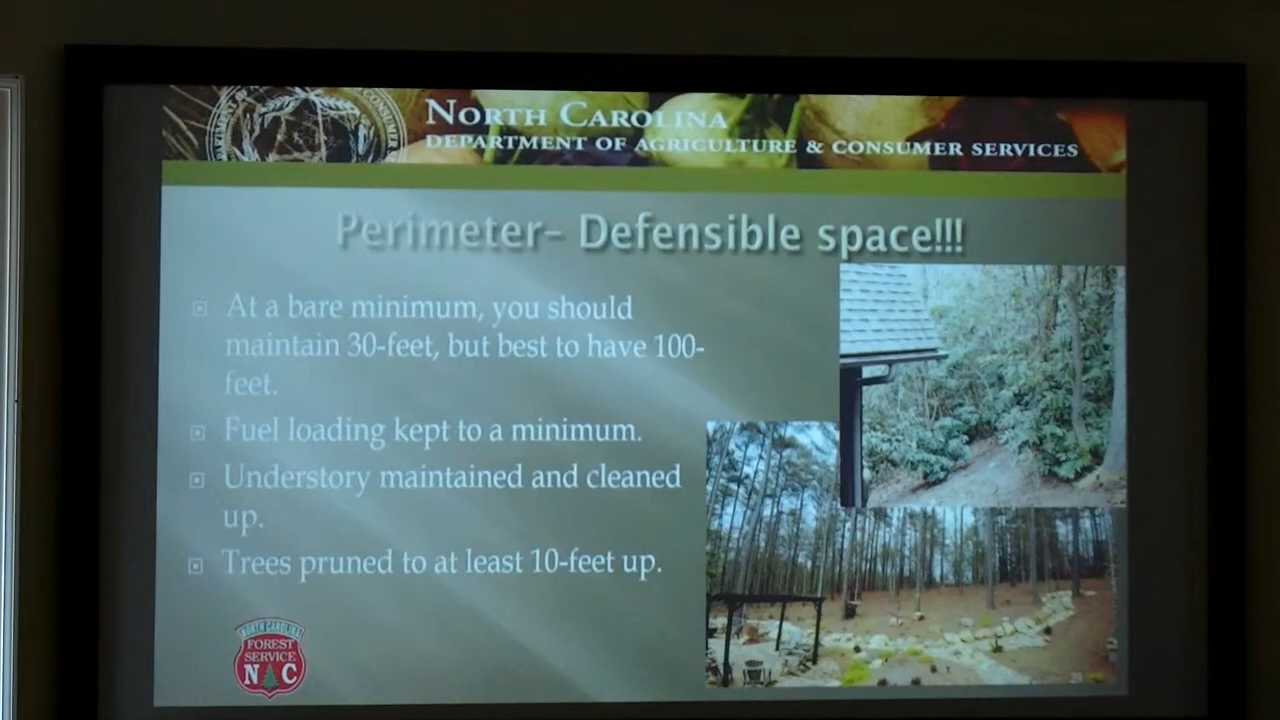 NORTH CAROLINA
DEPARTMENT OF AGRICULTURE & CONSUMER SERVICES
Perimeter– Defensible space!!!
At a bare minimum, you should
maintain 30-feet, but best to have 100-
feet.
Fuel loading kept to a minimum.
Understory maintained and cleaned
up.
Trees pruned to at least 10-feet up.
NORTH CAROLINA
FOREST
SERVICE
N C